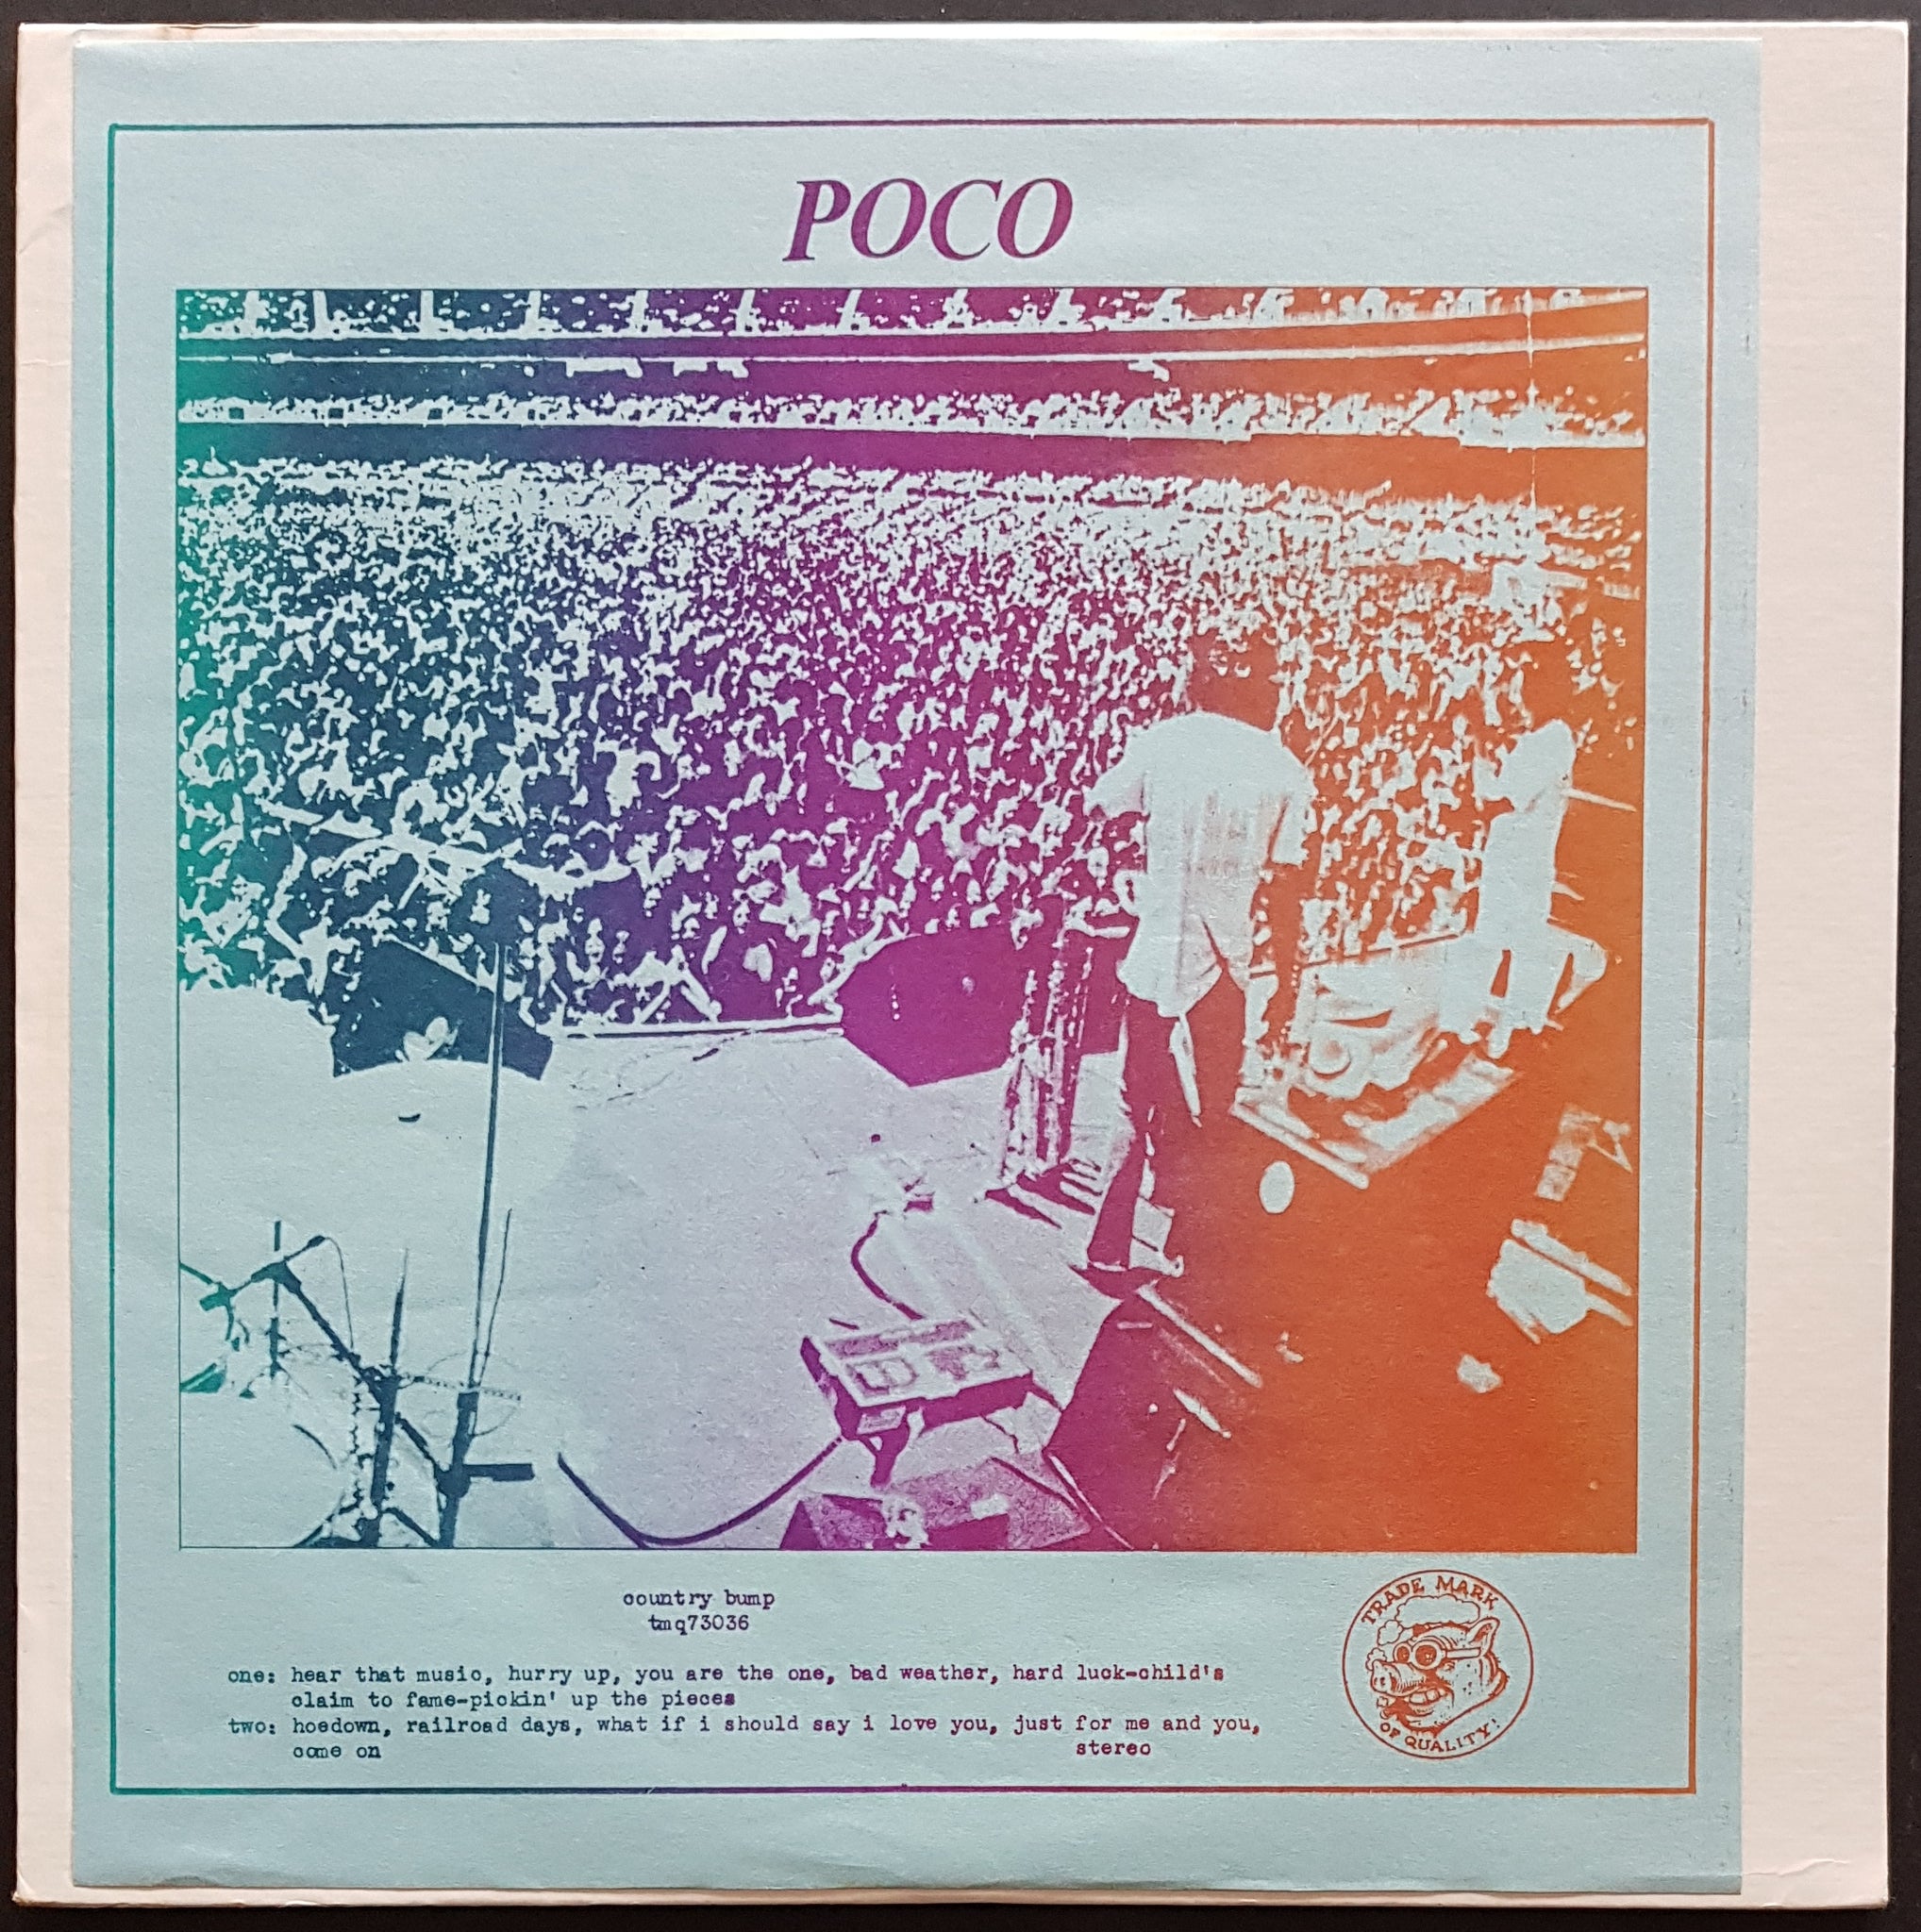 POCO
country bump
tmq73036
one: hear that music, hurry up, you are the one, bad weather, hard luck-child's
claim to fame-pickin' up the pieces
two: hoedown, railroad days, what if i should say i love you, just for me and you,
come on stereo
TRADE MARK
OF QUALITY!